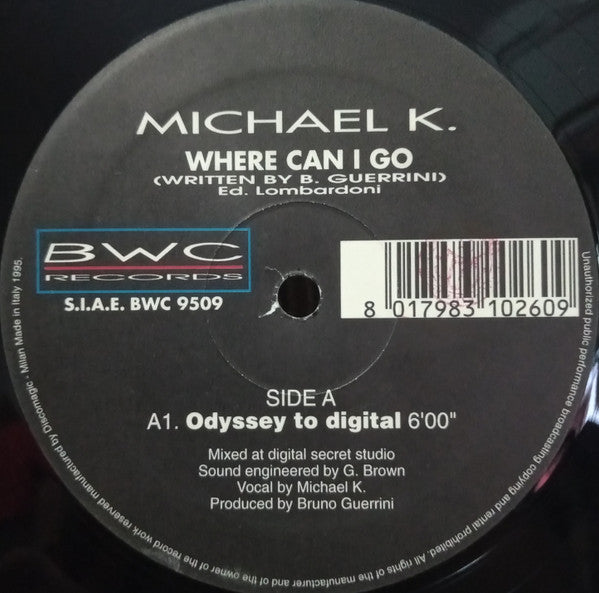 MICHAEL K.
WHERE CAN I GO
(WRITTEN BY B. GUERRINI)
Ed. Lombardoni
BWC
RECORDS
S.I.A.E. BWC 9509
8 017983 102609
SIDE A
A1. Odyssey to digital 6'00"
Mixed at digital secret studio
Sound engineered by G. Brown
Vocal by Michael K.
Produced by Bruno Guerrini
Unauthorized public performance broadcasting copying and rental prohibited. All rights of the manufacturer and of the owner of the record work reserved manufactured by Discomagic - Milan Made in Italy 1995.